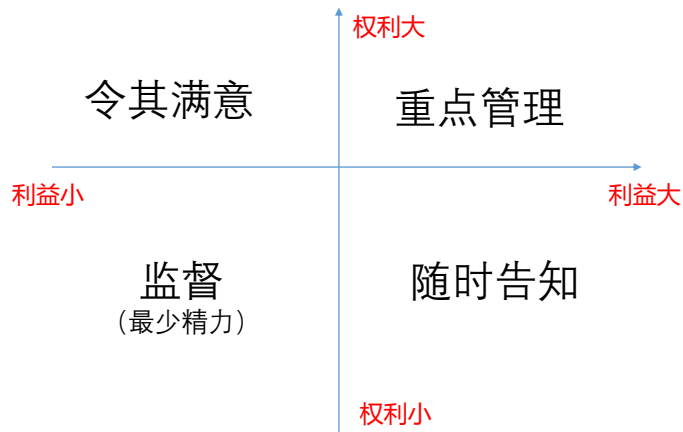 权利大
令其满意
重点管理
利益小
利益大
监督
（最少精力）
随时告知
权利小